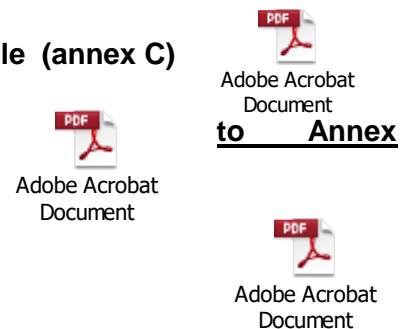 PDF
le (annex C)
Adobe Acrobat
Document
to Annex
PDF
Adobe Acrobat
Document
PDF
Adobe Acrobat
Document